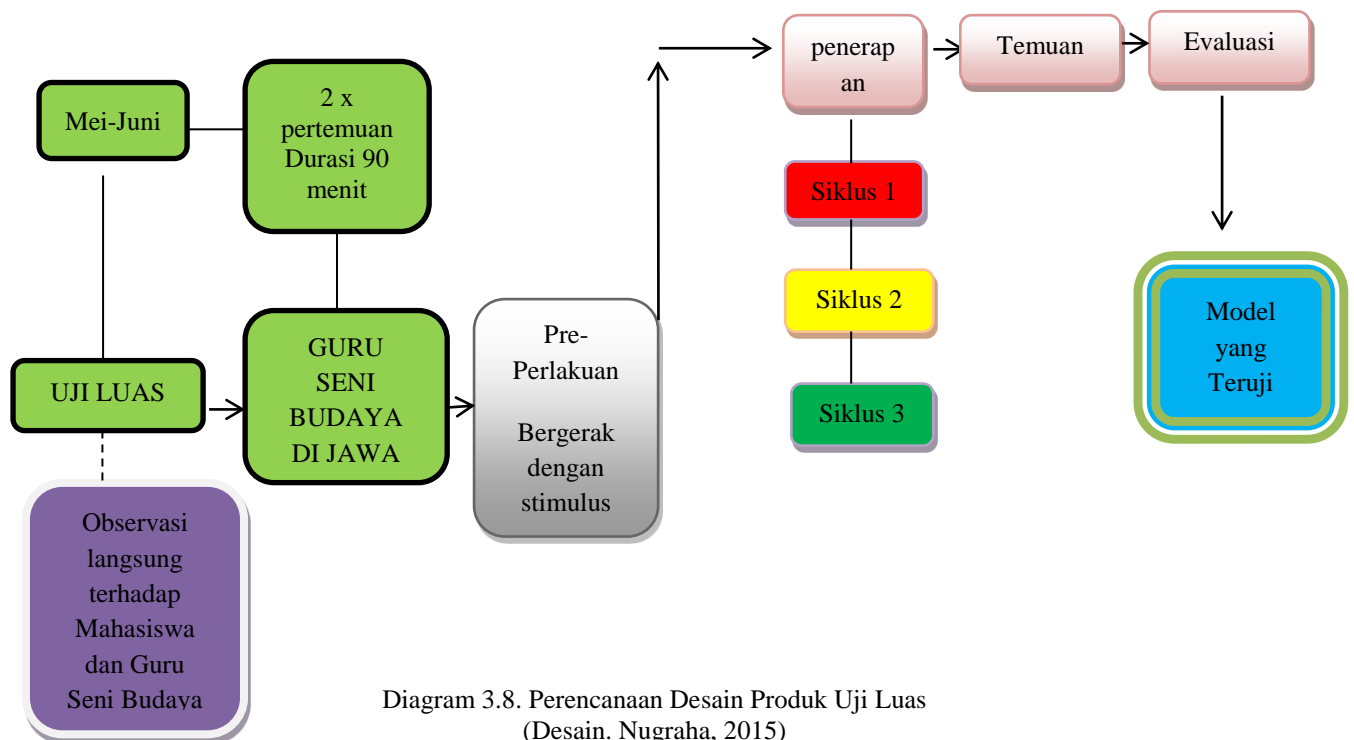 Mei-Juni
2 x
pertemuan
Durasi 90
menit
UJI LUAS
GURU
SENI
BUDAYA
DI JAWA
Observasi
langsung
terhadap
Mahasiswa
dan Guru
Seni Budaya
Pre-
Perlakuan
Bergerak
dengan
stimulus
penerap
an
Temuan
Evaluasi
Siklus 1
Siklus 2
Siklus 3
Model
yang
Teruji
Diagram 3.8. Perencanaan Desain Produk Uji Luas
(Desain. Nugraha, 2015)